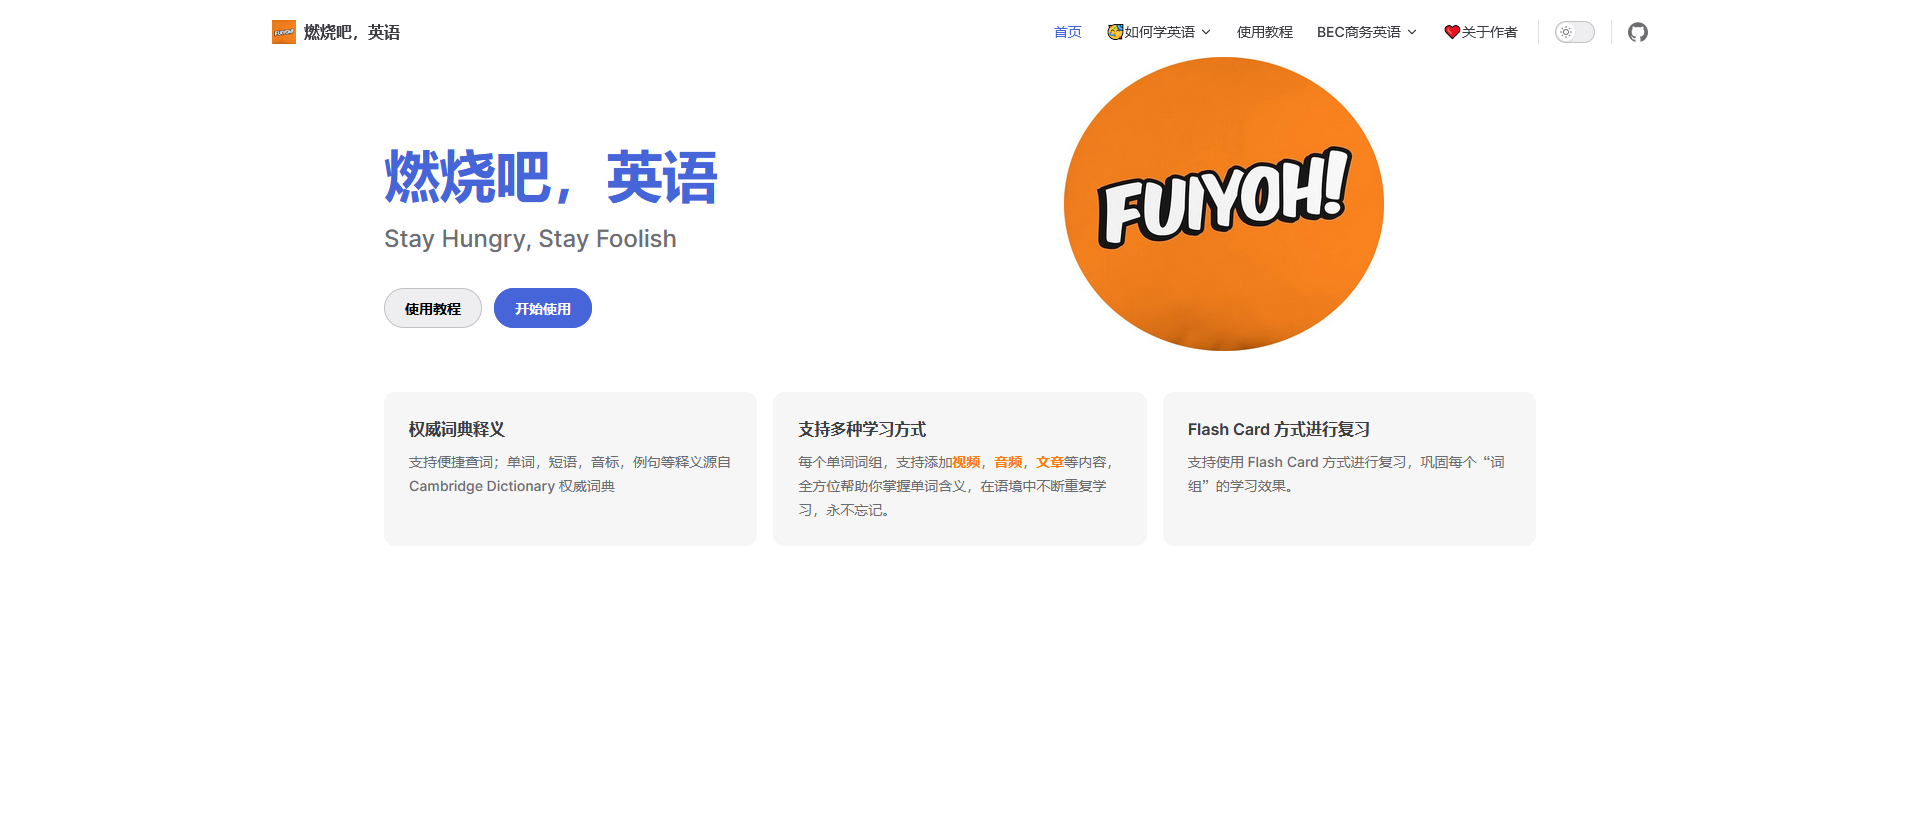 FUIYOH! 燃烧吧，英语
首页 如何学英语 使用教程 BEC商务英语 关于作者
燃烧吧，英语
Stay Hungry, Stay Foolish
使用教程 开始使用
FUIYOH!
权威词典释义
支持便捷查词；单词，短语，音标，例句等释义源自
Cambridge Dictionary 权威词典
支持多种学习方式
每个单词词组，支持添加视频，音频，文章等内容，
全方位帮助你掌握单词含义，在语境中不断重复学
习，永不忘记。
Flash Card 方式进行复习
支持使用 Flash Card 方式进行复习，巩固每个“词
组”的学习效果。